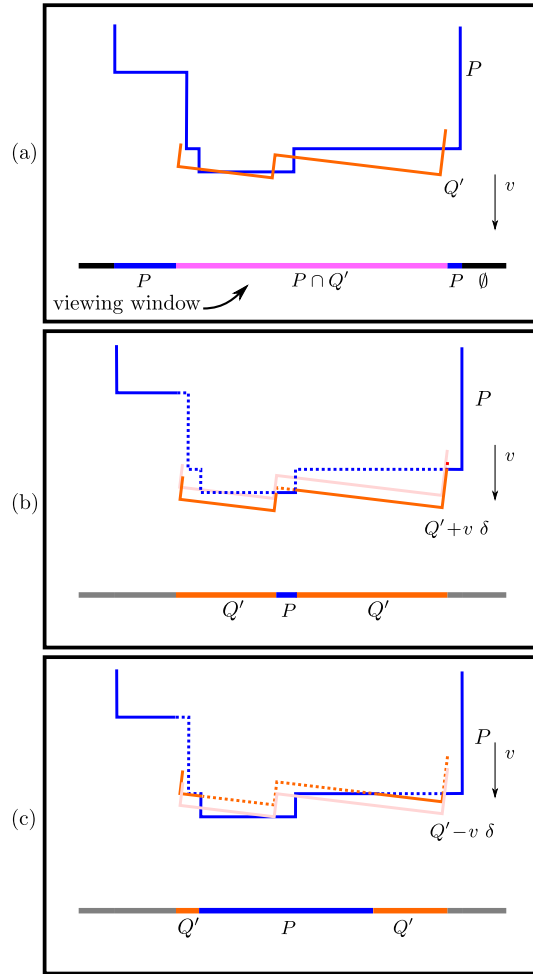 P
(a)
Q′
v
P P ∩ Q′ P ∅
viewing window
P
v
(b)
Q′+v δ
Q′ P Q′
P
v
(c)
Q′−v δ
Q′ P Q′